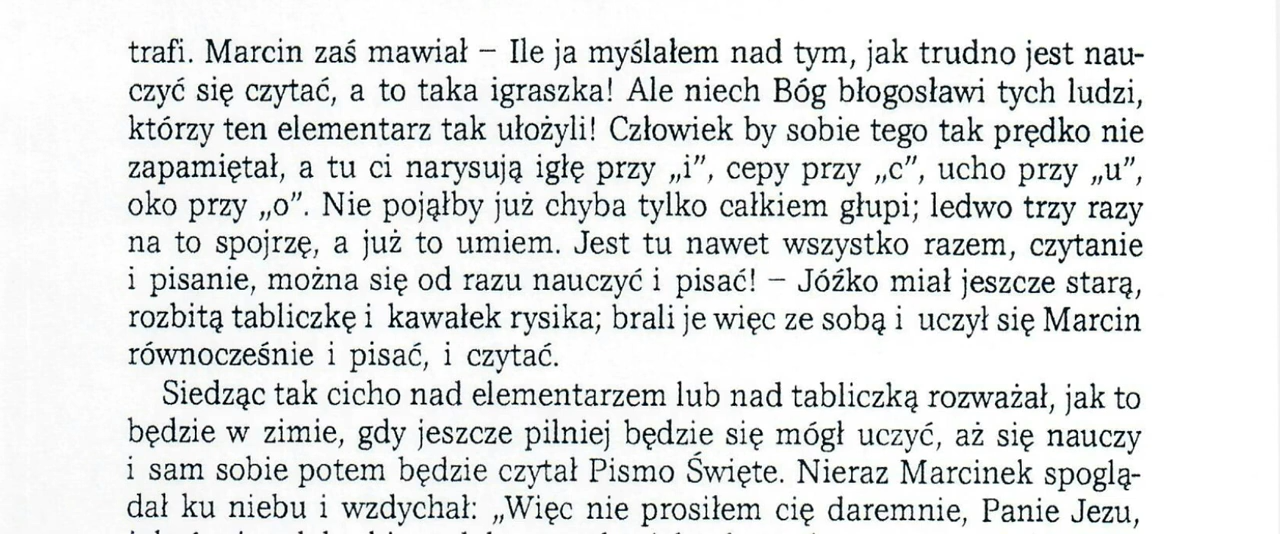 trafi. Marcin zaś mawiał – Ile ja myślałem nad tym, jak trudno jest nau-
czyć się czytać, a to taka igraszka! Ale niech Bóg błogosławi tych ludzi,
którzy ten elementarz tak ułożyli! Człowiek by sobie tego tak prędko nie
zapamiętał, a tu ci narysują igłę przy „i”, cepy przy „c”, ucho przy „u”,
oko przy „o”. Nie pojąłby już chyba tylko całkiem głupi; ledwo trzy razy
na to spojrzę, a już to umiem. Jest tu nawet wszystko razem, czytanie
i pisanie, można się od razu nauczyć i pisać! – Jóźko miał jeszcze starą,
rozbitą tabliczkę i kawałek rysika; brali je więc ze sobą i uczył się Marcin
równocześnie i pisać, i czytać.
Siedząc tak cicho nad elementarzem lub nad tabliczką rozważał, jak to
będzie w zimie, gdy jeszcze pilniej będzie się mógł uczyć, aż się nauczy
i sam sobie potem będzie czytał Pismo Święte. Nieraz Marcinek spoglą-
dał ku niebu i wzdychał: „Więc nie prosiłem cię daremnie, Panie Jezu,